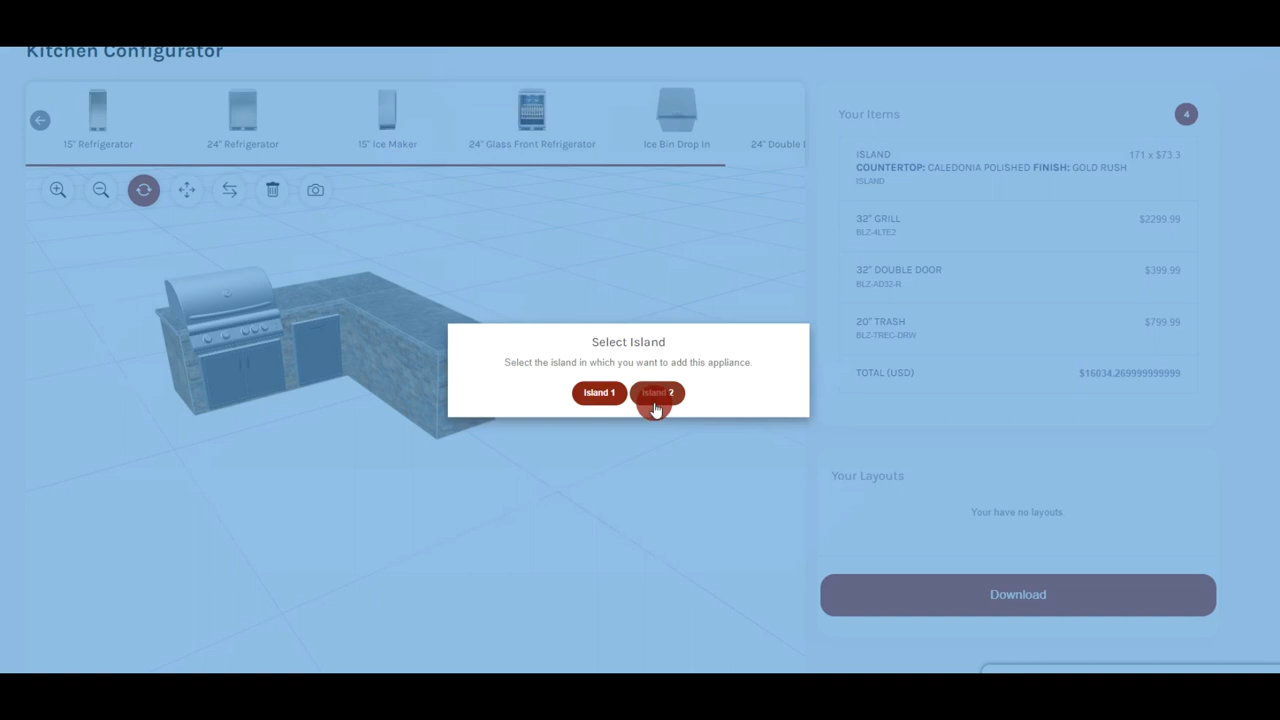 Kitchen Configurator
15" Refrigerator
24" Refrigerator
15" Ice Maker
24" Glass Front Refrigerator
Ice Bin Drop In
24" Double
Your Items
4
ISLAND
171 x $73.3
COUNTERTOP: CALEDONIA POLISHED FINISH: GOLD RUSH
ISLAND
32" GRILL
$2299.99
BLZ-4LTE2
32" DOUBLE DOOR
$399.99
BLZ-AD32-R
20" TRASH
$799.99
BLZ-TREC-DRW
TOTAL (USD)
$16034.269999999999
Select Island
Select the island in which you want to add this appliance.
Island 1
Island 2
Your Layouts
Your have no layouts
Download